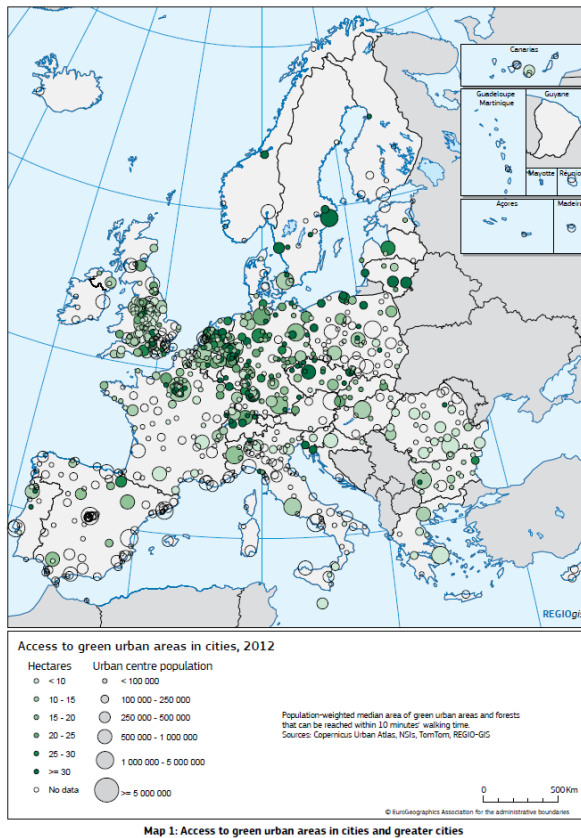 Canarias
Guadeloupe
Martinique
Guyane
Mayotte
Réunio
Açores
Madeir
REGIOgis
Access to green urban areas in cities, 2012
Hectares
Urban centre population
< 10
< 100 000
10 - 15
100 000 - 250 000
15 - 20
250 000 - 500 000
20 - 25
500 000 - 1 000 000
25 - 30
1 000 000 - 5 000 000
>= 30
No data
>= 5 000 000
Population-weighted median area of green urban areas and forests
that can be reached within 10 minutes' walking time.
Sources: Copernicus Urban Atlas, NSIs, TomTom, REGIO-GIS
0 500 Km
© EuroGeographics Association for the administrative boundaries
Map 1: Access to green urban areas in cities and greater cities